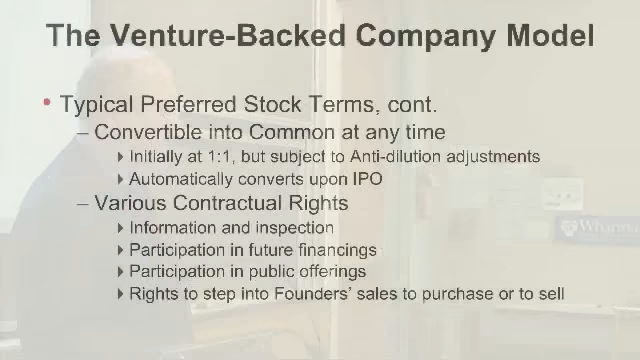 The Venture-Backed Company Model
• Typical Preferred Stock Terms, cont.
– Convertible into Common at any time
Initially at 1:1, but subject to Anti-dilution adjustments
Automatically converts upon IPO
– Various Contractual Rights
Information and inspection
Participation in future financings
Participation in public offerings
Rights to step into Founders' sales to purchase or to sell